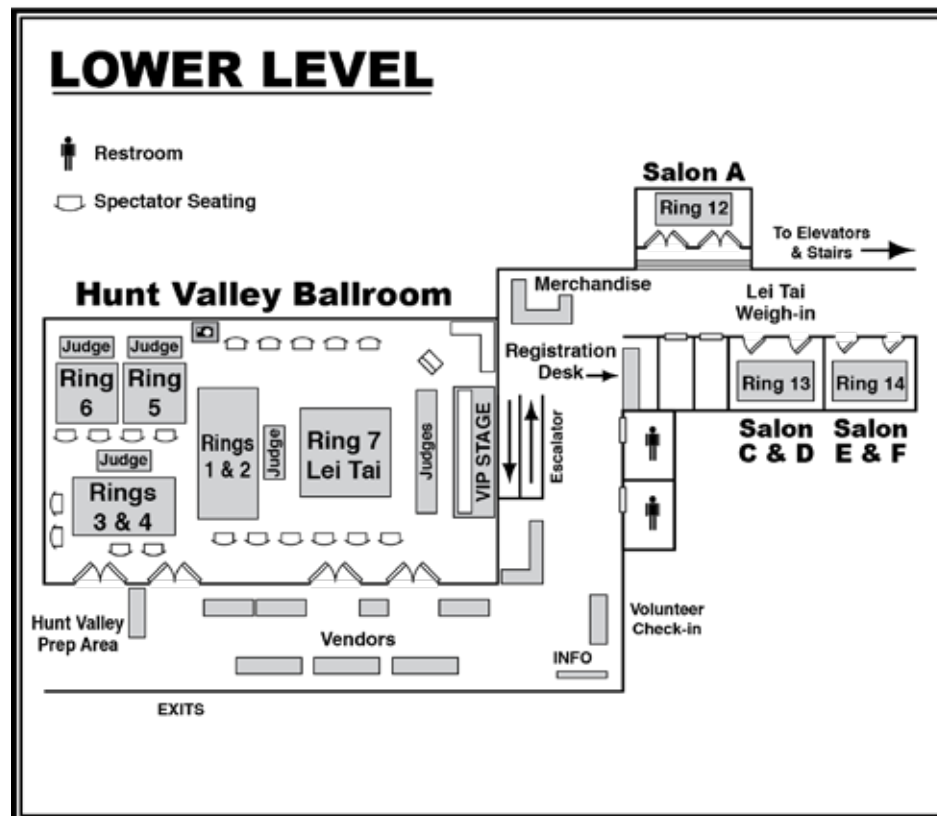 LOWER LEVEL
Restroom
Spectator Seating
Salon A
Ring 12
To Elevators
& Stairs
Hunt Valley Ballroom
Merchandise
Lei Tai
Weigh-in
Registration
Desk
Judge
Judge
Ring
6
Ring
5
Judge
Rings
3 & 4
Rings
1 & 2
Judge
Ring 7
Lei Tai
Judges
VIP STAGE
Escalator
Ring 13
Ring 14
Salon
C & D
Salon
E & F
Hunt Valley
Prep Area
Vendors
Volunteer
Check-in
INFO
EXITS